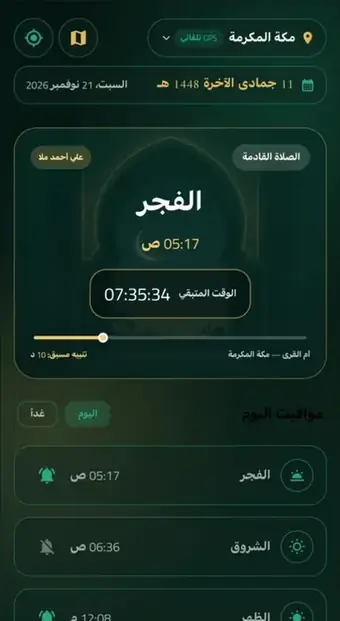 مكة المكرمة GPS تلقائي
11 جمادى الآخرة 1448 هـ
السبت، 21 نوفمبر 2026
الصلاة القادمة
علي أحمد ملا
الفجر
05:17 ص
الوقت المتبقي 07:35:34
أم القرى — مكة المكرمة
تنبيه مسبق: 10 د
مواقيت اليوم
اليوم
غداً
الفجر 05:17 ص
الشروق 06:36 ص
الظهر 12:08 م